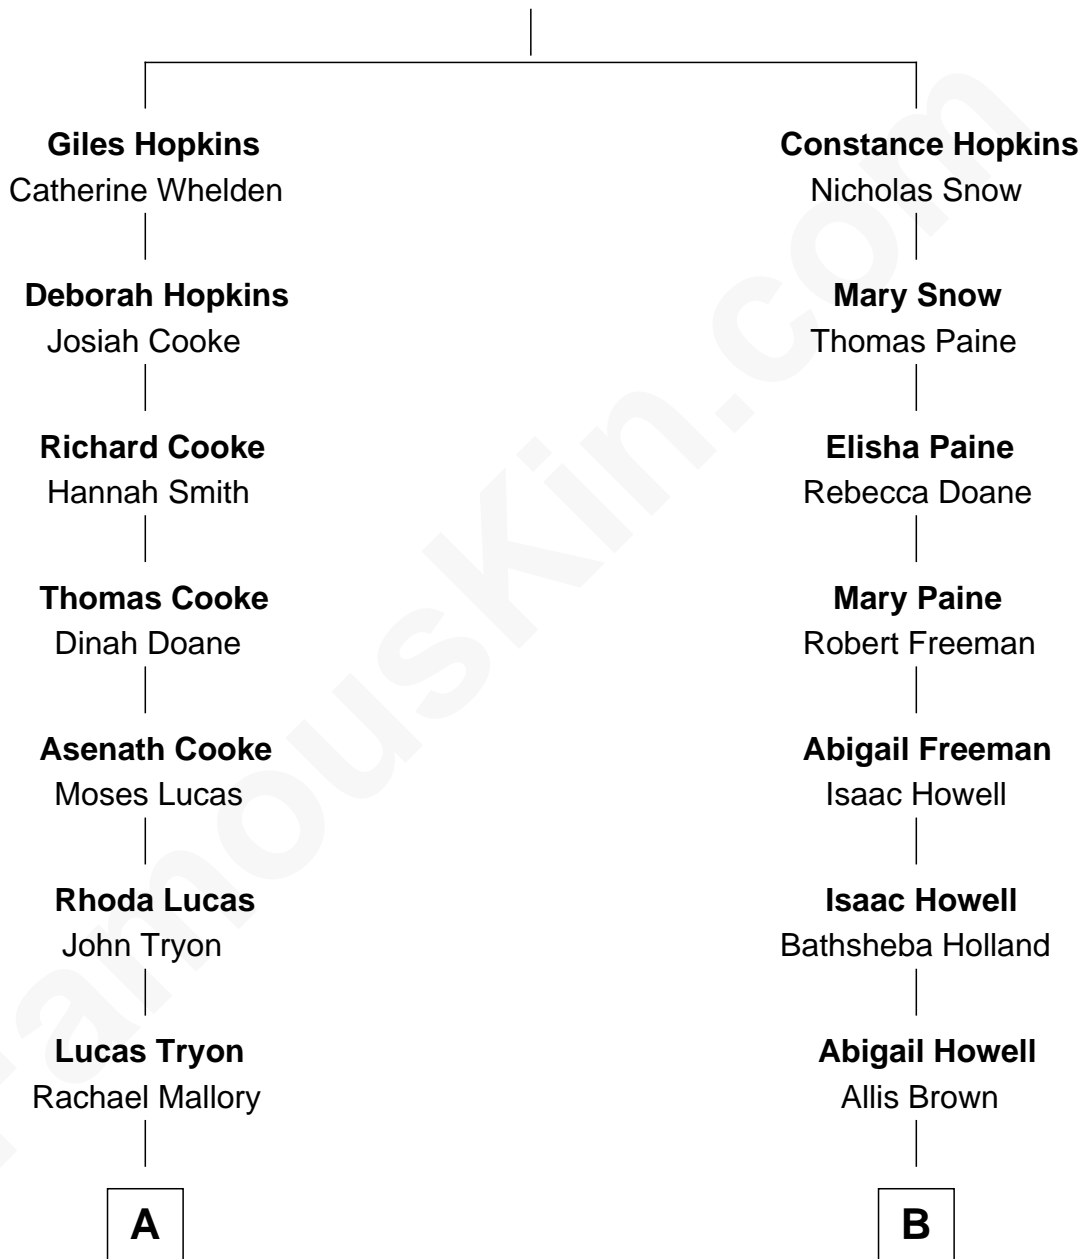 Giles Hopkins
Catherine Whelden
Deborah Hopkins
Josiah Cooke
Richard Cooke
Hannah Smith
Thomas Cooke
Dinah Doane
Asenath Cooke
Moses Lucas
Rhoda Lucas
John Tryon
Lucas Tryon
Rachael Mallory
A
Constance Hopkins
Nicholas Snow
Mary Snow
Thomas Paine
Elisha Paine
Rebecca Doane
Mary Paine
Robert Freeman
Abigail Freeman
Isaac Howell
Isaac Howell
Bathsheba Holland
Abigail Howell
Allis Brown
B
FamousKin.com